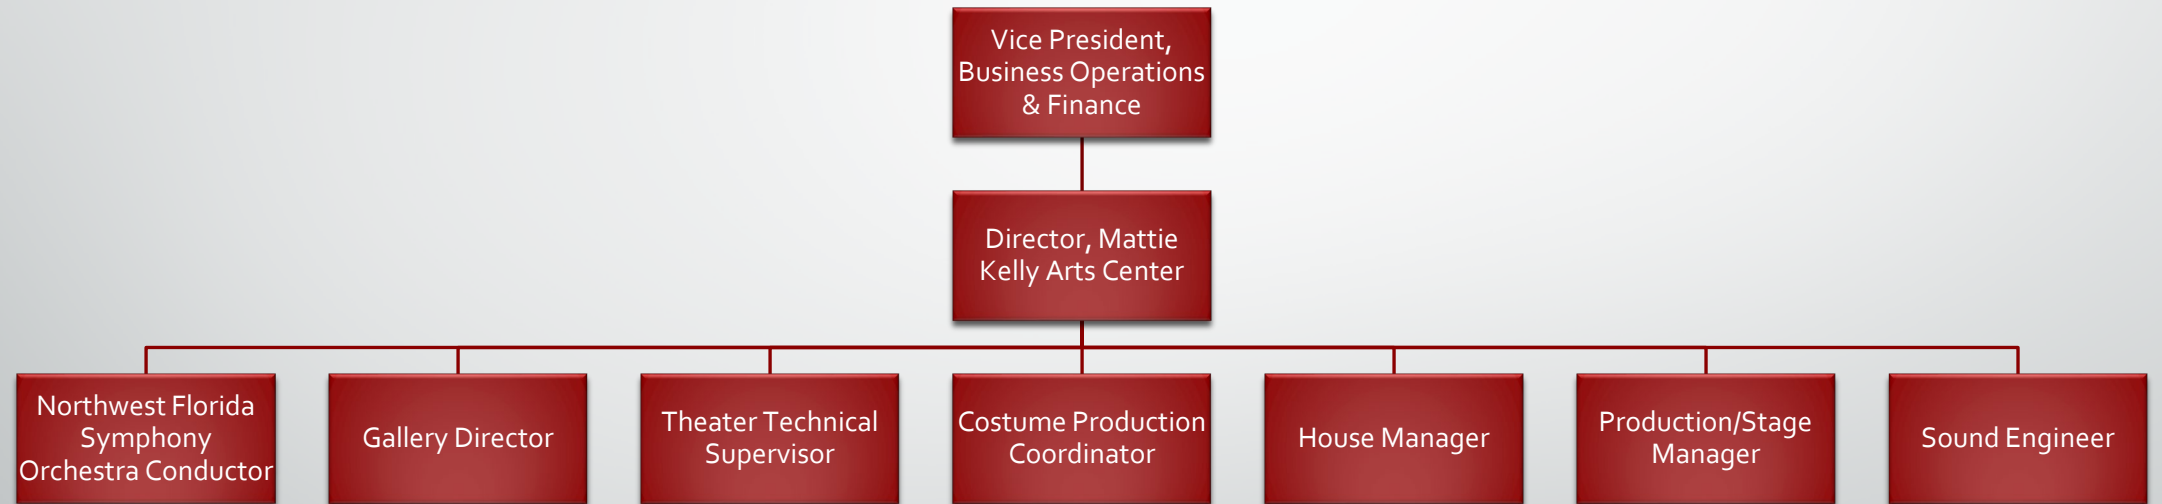 Vice President,
Business Operations
& Finance
Director, Mattie
Kelly Arts Center
Northwest Florida
Symphony
Orchestra Conductor
Gallery Director
Theater Technical
Supervisor
Costume Production
Coordinator
House Manager
Production/Stage
Manager
Sound Engineer